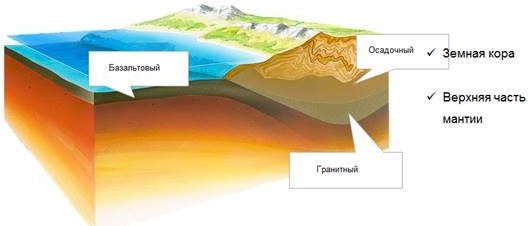 Базальтовый
Осадочный
✓ Земная кора
✓ Верхняя часть
мантии
Гранитный